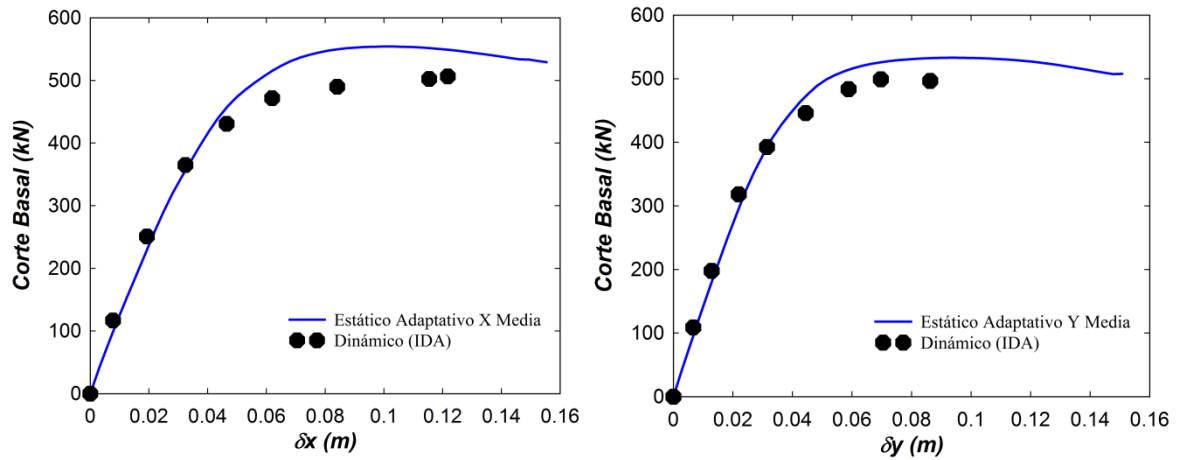 600
500
400
300
200
100
0
Corte Basal (kN)
Estático Adaptativo X Media
Dinámico (IDA)
0 0.02 0.04 0.06 0.08 0.1 0.12 0.14 0.16
δx (m)
600
500
400
300
200
100
0
Corte Basal (kN)
Estático Adaptativo Y Media
Dinámico (IDA)
0 0.02 0.04 0.06 0.08 0.1 0.12 0.14 0.16
δy (m)